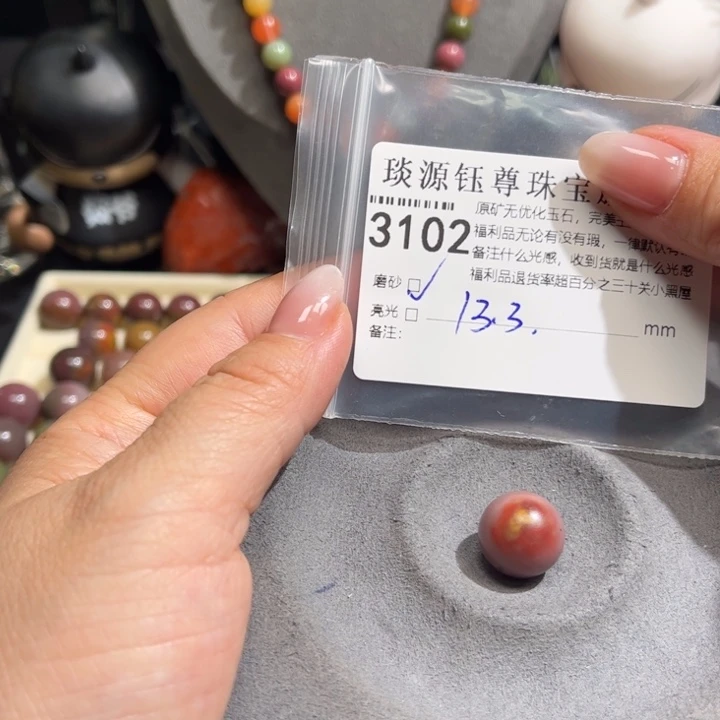 琰源钰尊珠宝
3102
原矿无优化玉石，完美
福利品无论有没有瑕，一律默认
备注什么光感，收到货就是什么光感
福利品退货率超百分之三十关小黑屋
磨砂 □ ✓
亮光 □ 13.3. mm
备注：